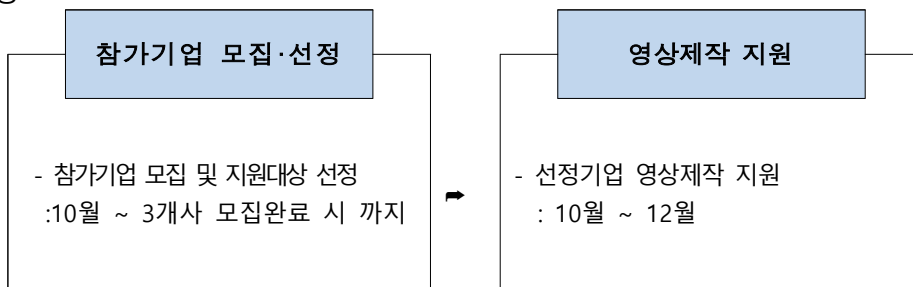 참가기업 모집·선정
- 참가기업 모집 및 지원대상 선정
:10월 ~ 3개사 모집완료 시 까지
➦
영상제작 지원
- 선정기업 영상제작 지원
: 10월 ~ 12월